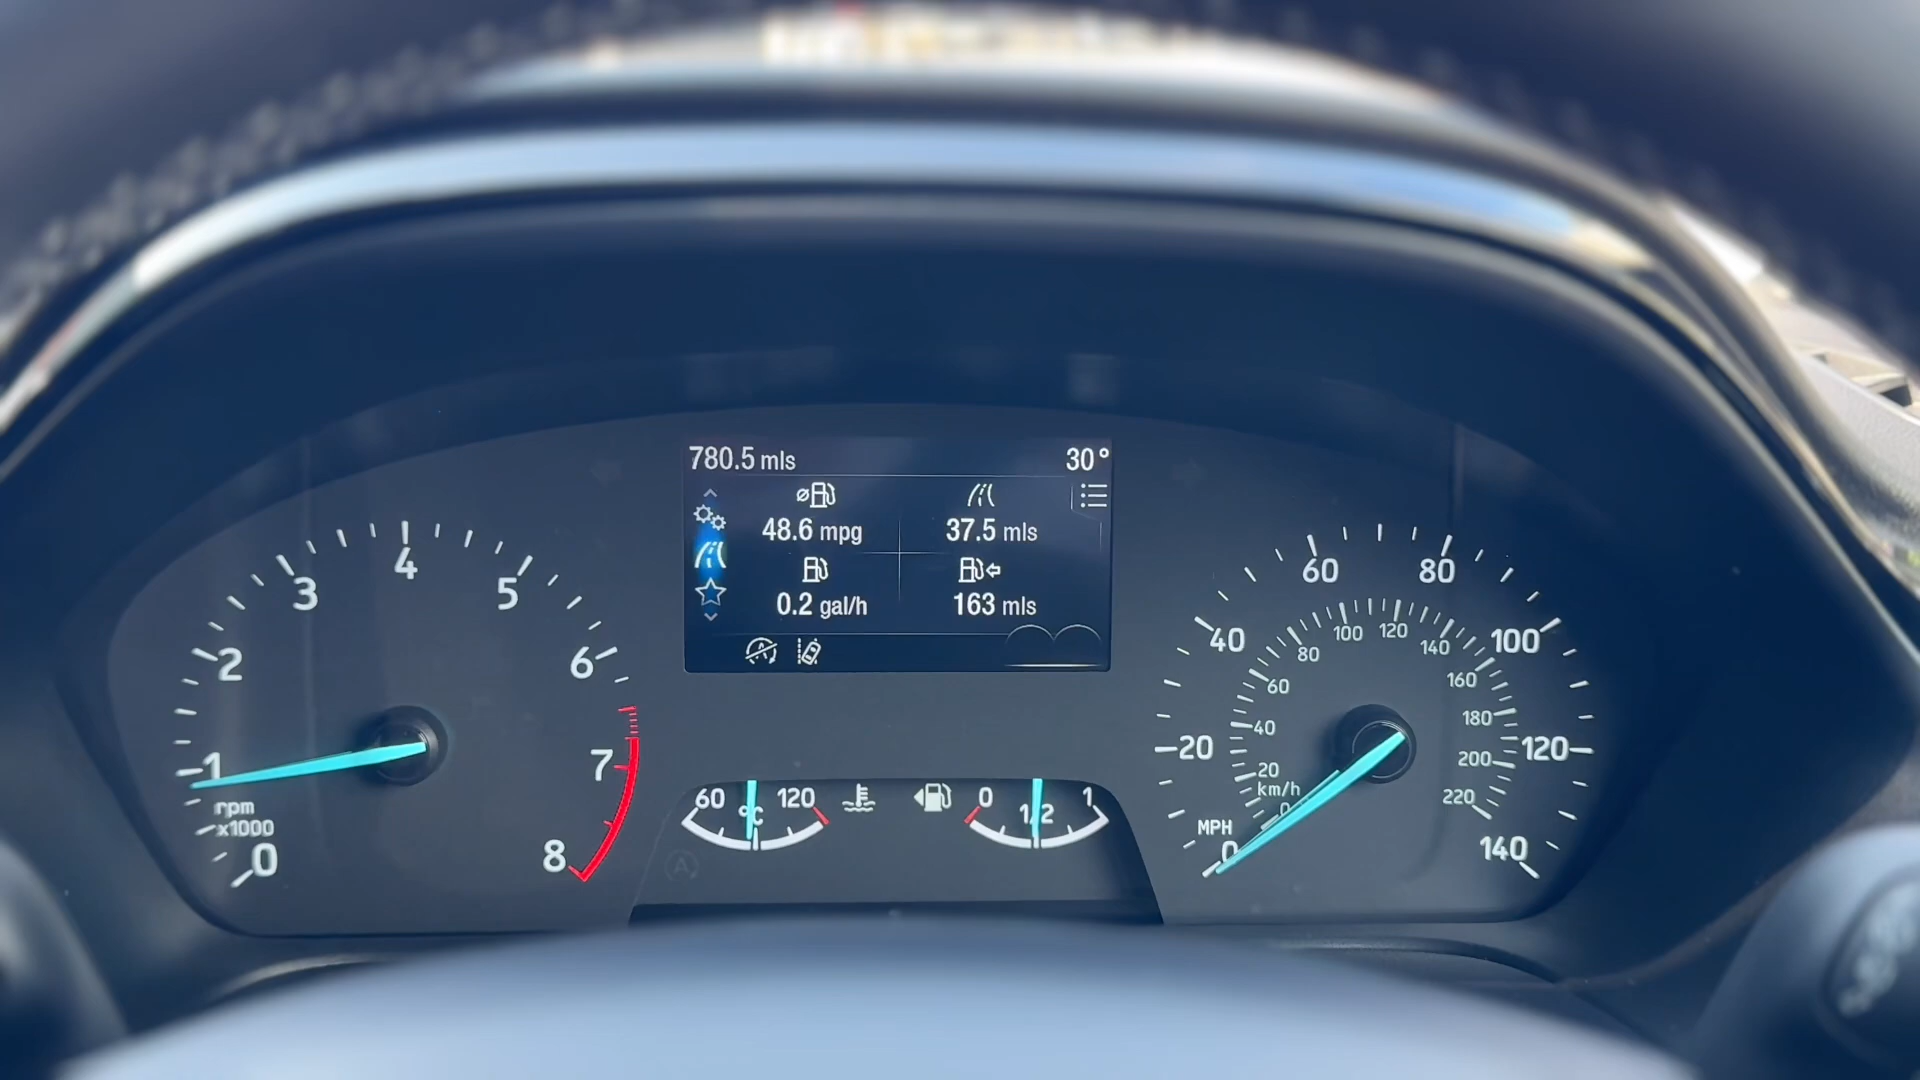 780.5 mls 30°
48.6 mpg 37.5 mls
0.2 gal/h 163 mls
0 1 2 3 4 5 6 7 8
rpm
x1000
60 °C 120
0 1/2 1
0 20 40 60 80 100 120 140
MPH
0 20 40 60 80 100 120 140 160 180 200 220
km/h
A